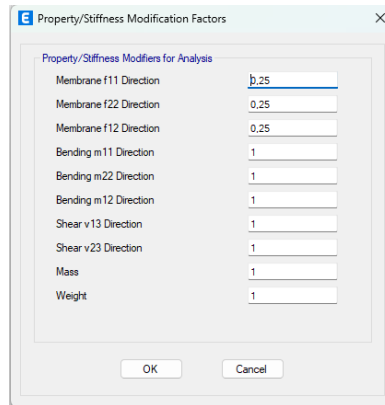 E Property/Stiffness Modification Factors
Property/Stiffness Modifiers for Analysis
Membrane f11 Direction 0,25
Membrane f22 Direction 0,25
Membrane f12 Direction 0,25
Bending m11 Direction 1
Bending m22 Direction 1
Bending m12 Direction 1
Shear v13 Direction 1
Shear v23 Direction 1
Mass 1
Weight 1
OK Cancel